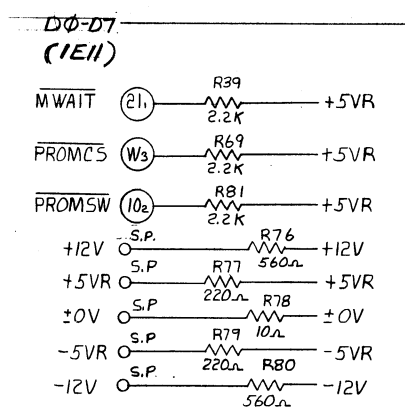 DØ-D7
(1E11)
R39
MWAIT 21₁ +5VR
2.2K
R69
PROMCS W3 +5VR
2.2K
R81
PROMSW 10₂ +5VR
2.2K
S.P. R76
+12V +12V
560Ω
S.P R77
+5VR +5VR
220Ω
S.P R78
±0V ±0V
10Ω
S.P. R79
-5VR -5VR
220Ω
S.P. R80
-12V -12V
560Ω